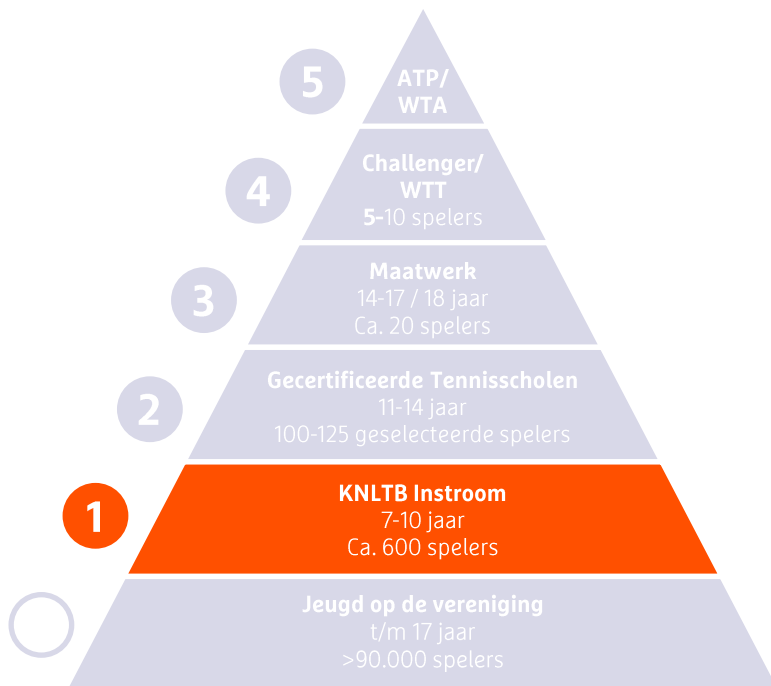 5
ATP/
WTA
4
Challenger/
WTT
5-10 spelers
3
Maatwerk
14-17 / 18 jaar
Ca. 20 spelers
2
Gecertificeerde Tennisscholen
11-14 jaar
100-125 geselecteerde spelers
1
KNLTB Instroom
7-10 jaar
Ca. 600 spelers
Jeugd op de vereniging
t/m 17 jaar
>90.000 spelers